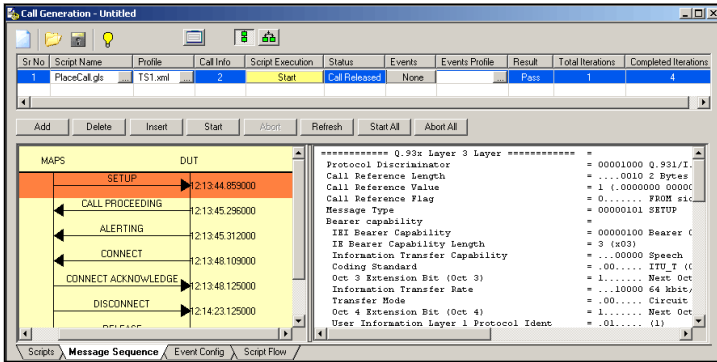 Call Generation - Untitled
Sr No Script Name Profile Call Info Script Execution Status Events Events Profile Result Total Iterations Completed Iterations
1 PlaceCall.gls ... TS1.xml ... 2 Start Call Released None ... Pass 1 4
Add Delete Insert Start Abort Refresh Start All Abort All
MAPS DUT
SETUP
12:13:44.859000
CALL PROCEEDING
12:13:45.296000
ALERTING
12:13:45.312000
CONNECT
12:13:48.109000
CONNECT ACKNOWLEDGE
12:13:48.125000
DISCONNECT
12:14:23.125000
RELEASE
=========== Q.93x Layer 3 Layer ============ =
Protocol Discriminator = 00001000 Q.931/I.
Call Reference Length = ....0010 2 Bytes
Call Reference Value = 1 (.0000000 00000
Call Reference Flag = 0....... FROM sid
Message Type = 00000101 SETUP
Bearer capability =
IEI Bearer Capability = 00000100 Bearer C
IE Bearer Capability Length = 3 (x03)
Information Transfer Capability = ...00000 Speech
Coding Standard = .00..... ITU_T (C
Oct 3 Extension Bit (Oct 3) = 1....... Next Oct
Information Transfer Rate = ...10000 64 kbit/
Transfer Mode = .00..... Circuit
Oct 4 Extension Bit (Oct 4) = 1....... Next Oct
User Information Layer 1 Protocol Ident = .01..... (1)
Scripts Message Sequence Event Config Script Flow